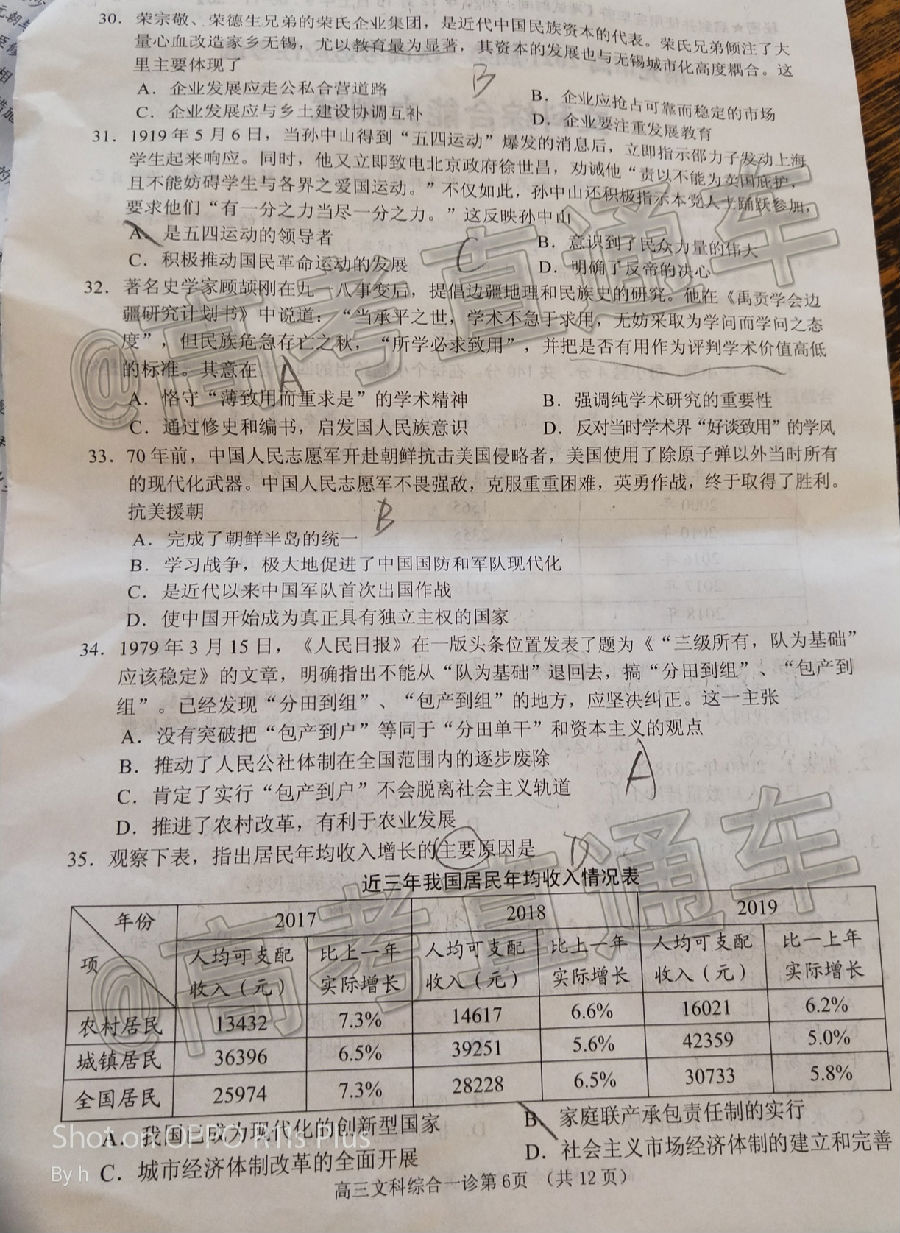 30．荣宗敬、荣德生兄弟的荣氏企业集团，是近代中国民族资本的代表。荣氏兄弟倾注了大
量心血改造家乡无锡，尤以教育最为显著，其资本的发展也与无锡城市化高度耦合。这
里主要体现了
B
A．企业发展应走公私合营道路
B．企业应抢占可靠而稳定的市场
C．企业发展应与乡土建设协调互补
D．企业要注重发展教育
31．1919年5月6日，当孙中山得到“五四运动”爆发的消息后，立即指示邵力子发动上海
学生起来响应。同时，他又立即致电北京政府徐世昌，劝诫他“责以不能为卖国庇护，
且不能妨碍学生与各界之爱国运动。”不仅如此，孙中山还积极指示本党人士踊跃参加，
要求他们“有一分之力当尽一分之力。”这反映孙中山
A．是五四运动的领导者
B．意识到了民众力量的伟大
C．积极推动国民革命运动的发展
C
D．明确了反帝的决心
32．著名史学家顾颉刚在九一八事变后，提倡边疆地理和民族史的研究。他在《禹贡学会边
疆研究计划书》中说道：“当承平之世，学术不急于求用，无妨采取为学问而学问之态
度”，但民族危急存亡之秋，“所学必求致用”，并把是否有用作为评判学术价值高低
的标准。其意在
A
A．恪守“薄致用而重求是”的学术精神
B．强调纯学术研究的重要性
C．通过修史和编书，启发国人民族意识
D．反对当时学术界“好谈致用”的学风
33．70年前，中国人民志愿军开赴朝鲜抗击美国侵略者，美国使用了除原子弹以外当时所有
的现代化武器。中国人民志愿军不畏强敌，克服重重困难，英勇作战，终于取得了胜利。
抗美援朝
B
A．完成了朝鲜半岛的统一
B．学习战争，极大地促进了中国国防和军队现代化
C．是近代以来中国军队首次出国作战
D．使中国开始成为真正具有独立主权的国家
34．1979年3月15日，《人民日报》在一版头条位置发表了题为《“三级所有，队为基础”
应该稳定》的文章，明确指出不能从“队为基础”退回去，搞“分田到组”、“包产到
组”。已经发现“分田到组”、“包产到组”的地方，应坚决纠正。这一主张
A．没有突破把“包产到户”等同于“分田单干”和资本主义的观点
B．推动了人民公社体制在全国范围内的逐步废除
A
C．肯定了实行“包产到户”不会脱离社会主义轨道
D．推进了农村改革，有利于农业发展
35．观察下表，指出居民年均收入增长的主要原因是
D
近三年我国居民年均收入情况表
年份 2017 2018 2019
项 人均可支配收入（元） 比上一年实际增长 人均可支配收入（元） 比上一年实际增长 人均可支配收入（元） 比一上年实际增长
农村居民 13432 7.3% 14617 6.6% 16021 6.2%
城镇居民 36396 6.5% 39251 5.6% 42359 5.0%
全国居民 25974 7.3% 28228 6.5% 30733 5.8%
A．我国已成为现代化的创新型国家
B．家庭联产承包责任制的实行
C．城市经济体制改革的全面开展
D．社会主义市场经济体制的建立和完善
高三文科综合一诊第6页 （共12页）
@高考直通车
@高考直通车
Shot on OPPO R11s Plus
By h